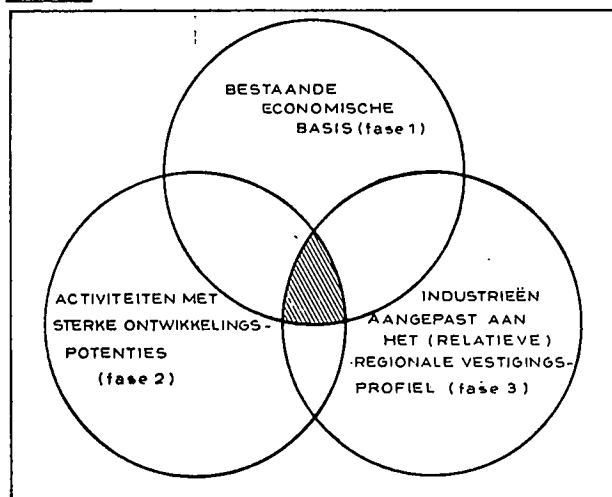 BESTAANDE
ECONOMISCHE
BASIS (fase 1)
ACTIVITEITEN MET
STERKE ONTWIKKELINGS-
POTENTIES
(fase 2)
INDUSTRIEËN
AANGEPAST AAN
HET (RELATIEVE)
REGIONALE VESTIGINGS-
PROFIEL (fase 3)